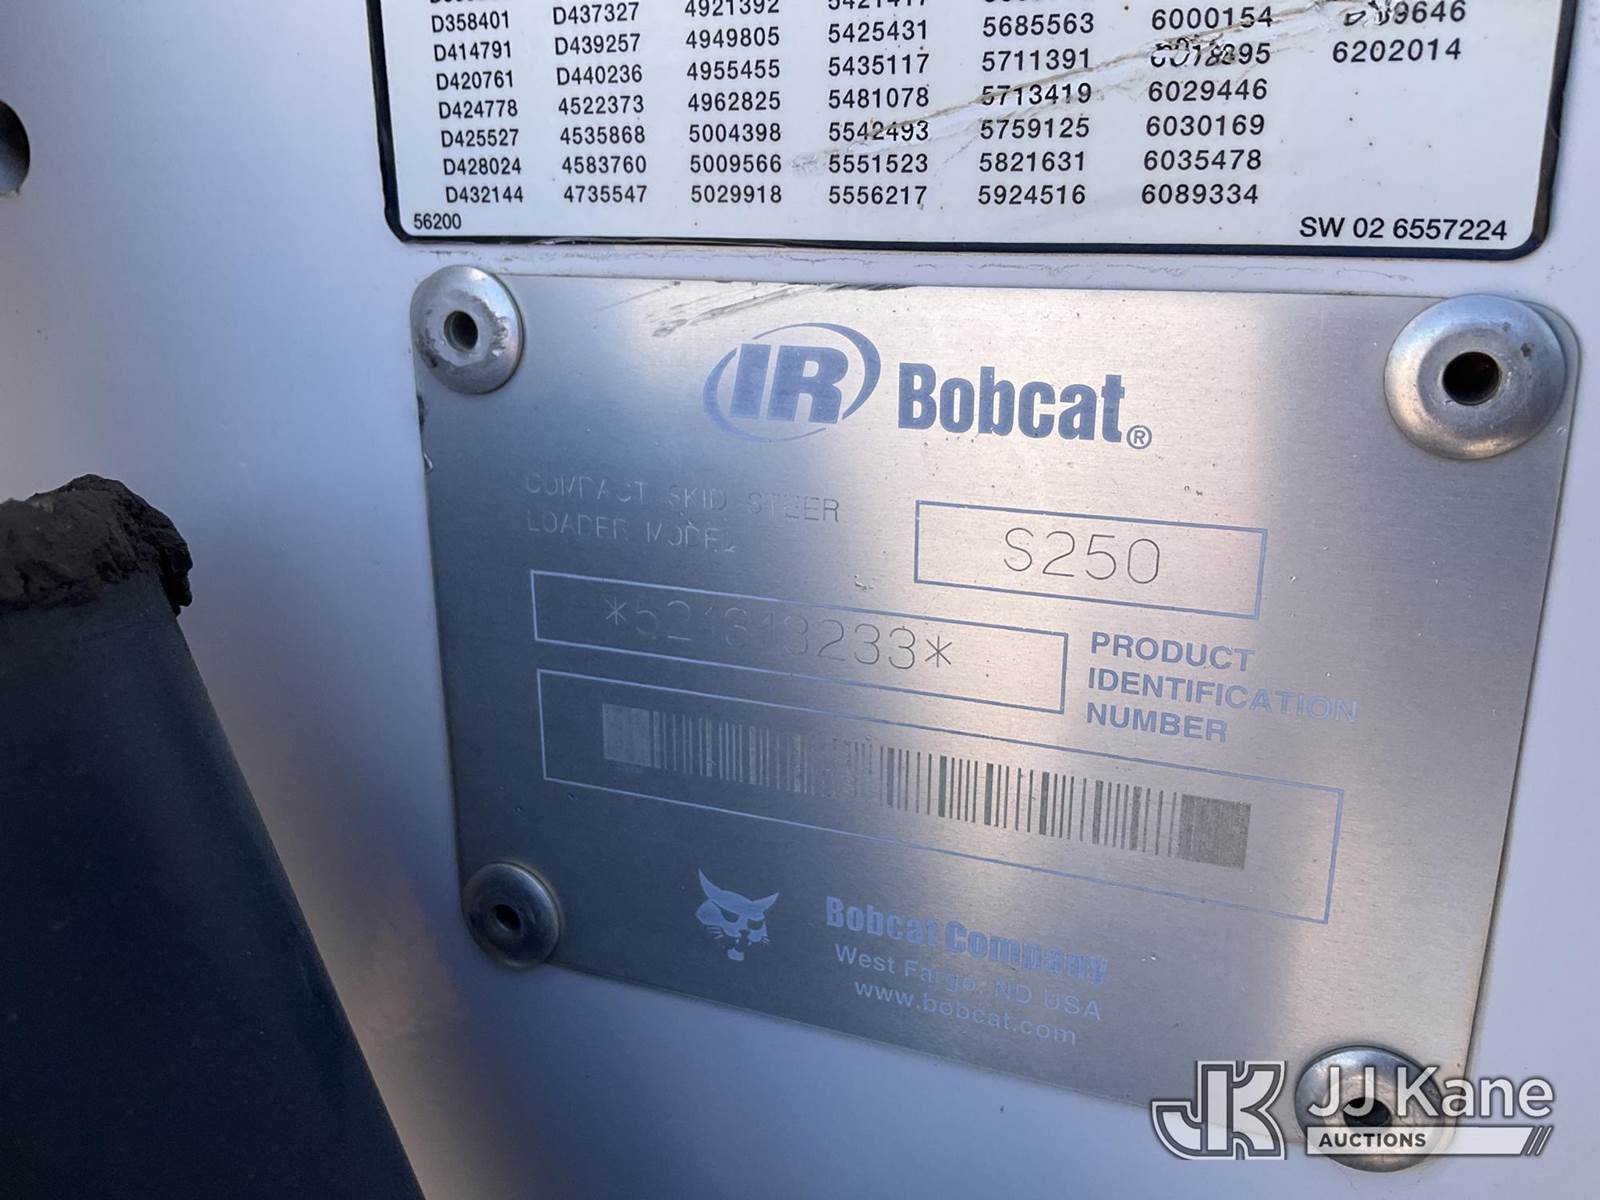 D358401 D437327 4921392 5685563 6000154
D414791 D439257 4949805 5425431 5711391 6202014
D420761 D440236 4955455 5435117 5713419 6029446
D424778 4522373 4962825 5481078 5759125 6030169
D425527 4535868 5004398 5542493 5821631 6035478
D428024 4583760 5009566 5551523 5924516 6089334
D432144 4735547 5029918 5556217
56200 SW 02 6557224
IR Bobcat®
COMPACT SKID STEER
LOADER MODEL
S250
*521313233*
PRODUCT
IDENTIFICATION
NUMBER
Bobcat Company
West Fargo, ND USA
www.bobcat.com
JK JJ Kane
AUCTIONS